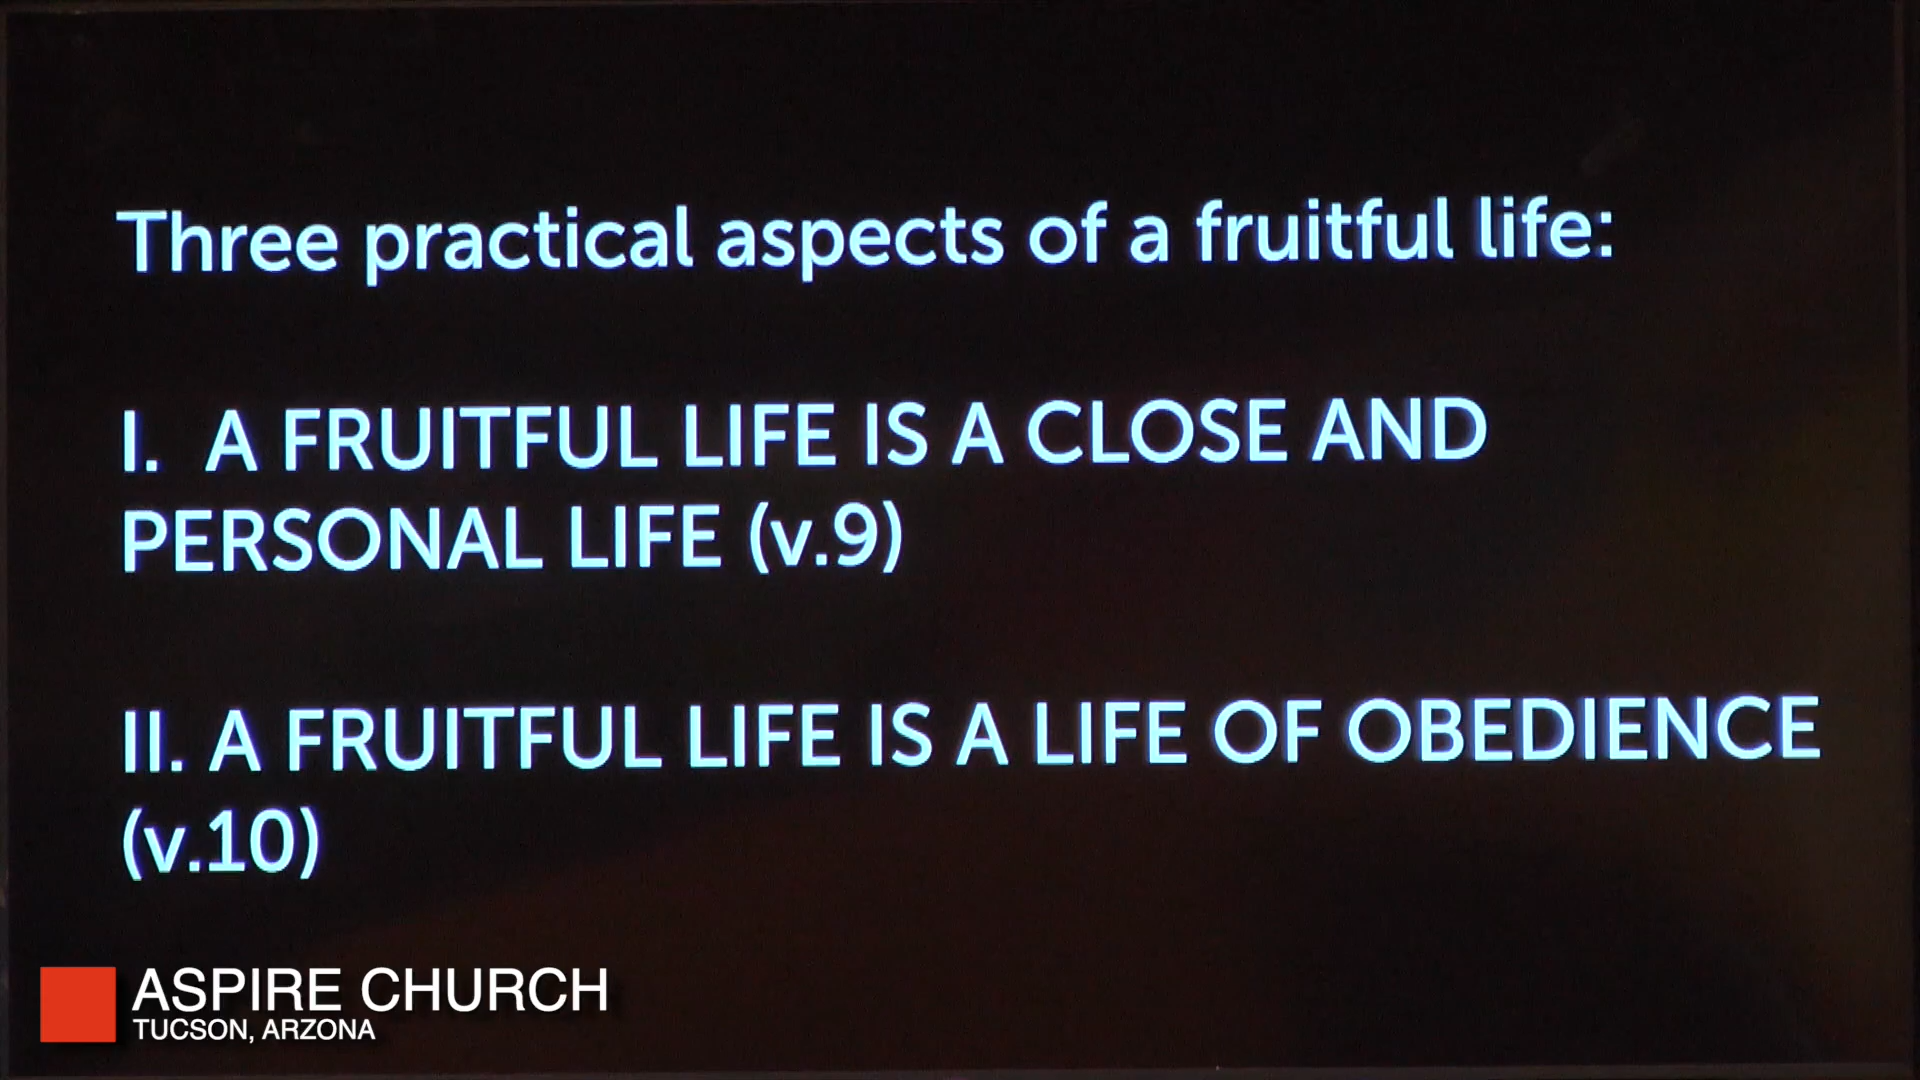 Three practical aspects of a fruitful life:
I. A FRUITFUL LIFE IS A CLOSE AND
PERSONAL LIFE (v.9)
II. A FRUITFUL LIFE IS A LIFE OF OBEDIENCE
(v.10)
ASPIRE CHURCH
TUCSON, ARZONA